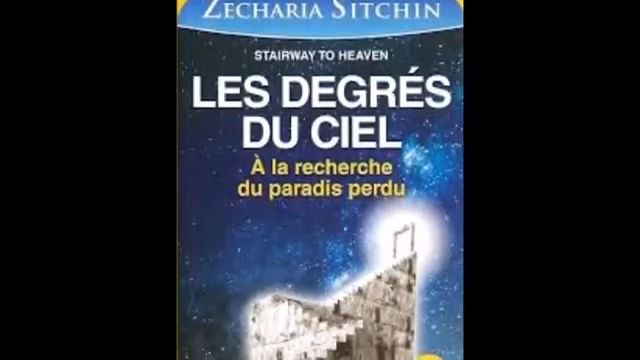 ZECHARIA SITCHIN
STAIRWAY TO HEAVEN
LES DEGRÉS
DU CIEL
À la recherche
du paradis perdu